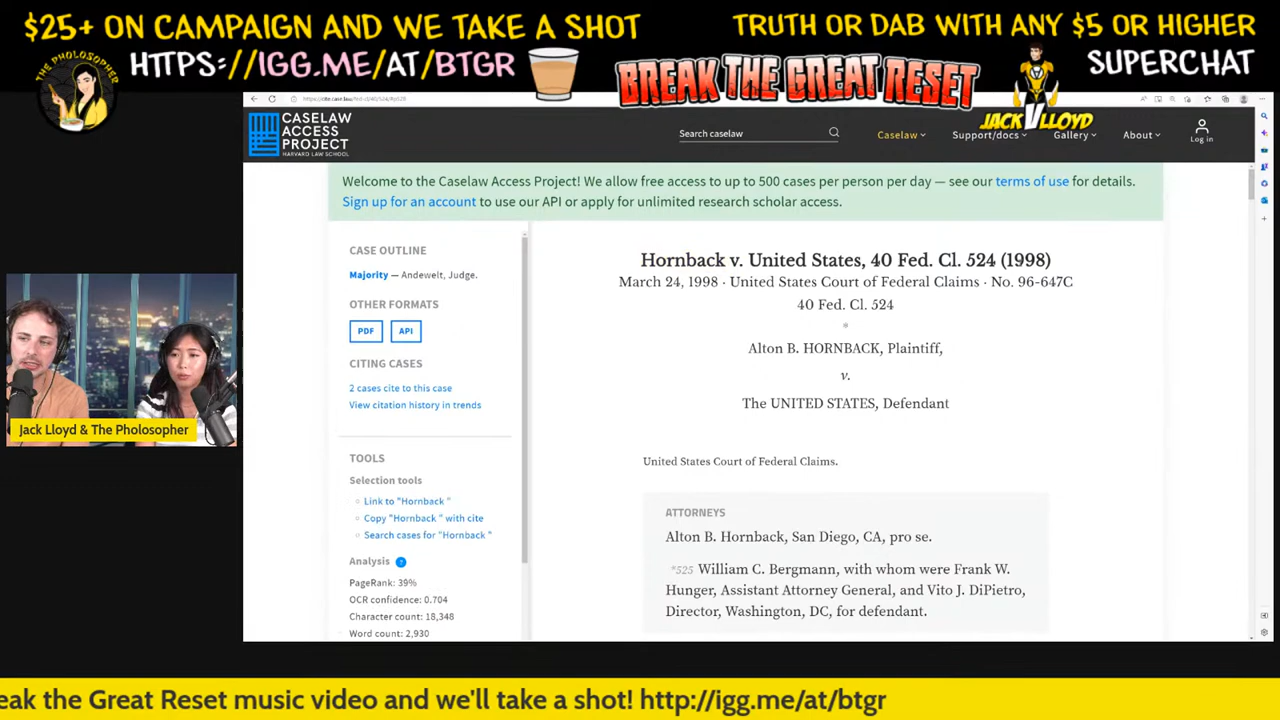 $25+ ON CAMPAIGN AND WE TAKE A SHOT
HTTPS://IGG.ME/AT/BTGR
THE PHOLOSOPHER
TRUTH OR DAB WITH ANY $5 OR HIGHER
SUPERCHAT
BREAK THE GREAT RESET
JACK V LLOYD
CASELAW
ACCESS
PROJECT
HARVARD LAW SCHOOL
Search caselaw
Caselaw
Support/docs
Gallery
About
Log in
Welcome to the Caselaw Access Project! We allow free access to up to 500 cases per person per day — see our terms of use for details.
Sign up for an account to use our API or apply for unlimited research scholar access.
CASE OUTLINE
Majority — Andewelt, Judge.
OTHER FORMATS
PDF
API
CITING CASES
2 cases cite to this case
View citation history in trends
TOOLS
Selection tools
Link to "Hornback "
Copy "Hornback " with cite
Search cases for "Hornback "
Analysis
PageRank: 39%
OCR confidence: 0.704
Character count: 18,348
Word count: 2,930
Hornback v. United States, 40 Fed. Cl. 524 (1998)
March 24, 1998 · United States Court of Federal Claims · No. 96-647C
40 Fed. Cl. 524
*
Alton B. HORNBACK, Plaintiff,
v.
The UNITED STATES, Defendant
United States Court of Federal Claims.
ATTORNEYS
Alton B. Hornback, San Diego, CA, pro se.
*525 William C. Bergmann, with whom were Frank W.
Hunger, Assistant Attorney General, and Vito J. DiPietro,
Director, Washington, DC, for defendant.
Jack Lloyd & The Pholosopher
eak the Great Reset music video and we'll take a shot! http://igg.me/at/btgr